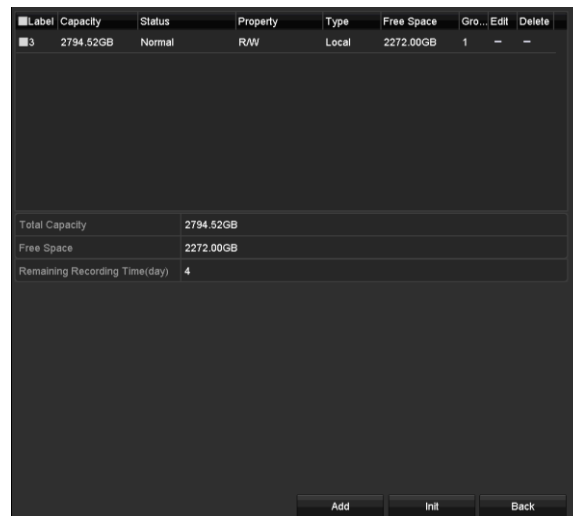 Label Capacity Status Property Type Free Space Gro... Edit Delete
3 2794.52GB Normal R/W Local 2272.00GB 1 – –
Total Capacity 2794.52GB
Free Space 2272.00GB
Remaining Recording Time(day) 4
Add Init Back